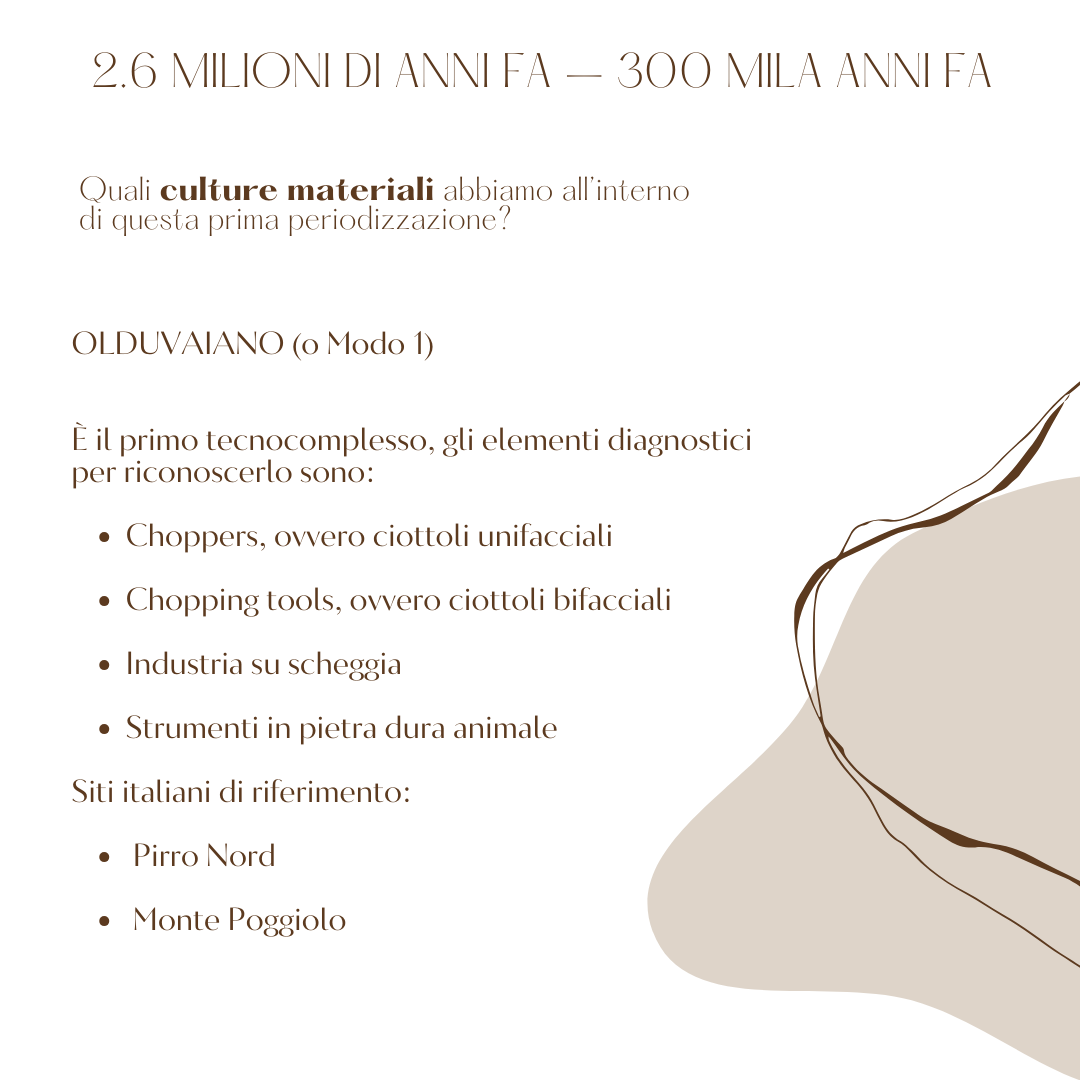 2.6 MILIONI DI ANNI FA – 300 MILA ANNI FA
Quali culture materiali abbiamo all’interno
di questa prima periodizzazione?
OLDUVAIANO (o Modo 1)
È il primo tecnocomplesso, gli elementi diagnostici
per riconoscerlo sono:
• Choppers, ovvero ciottoli unifacciali
• Chopping tools, ovvero ciottoli bifacciali
• Industria su scheggia
• Strumenti in pietra dura animale
Siti italiani di riferimento:
• Pirro Nord
• Monte Poggiolo